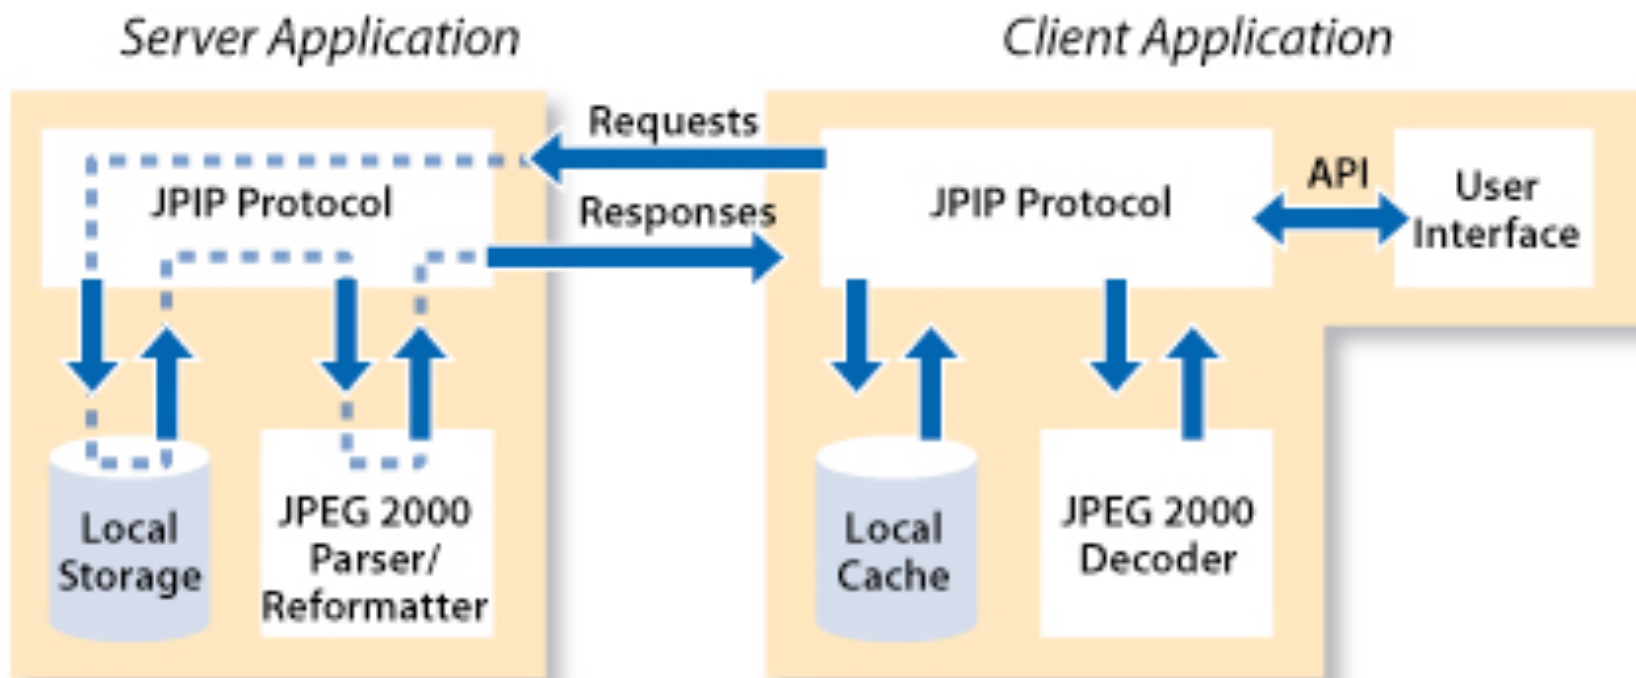 Server Application
Client Application
Requests
JPIP Protocol
Responses
JPIP Protocol
API
User
Interface
Local
Storage
JPEG 2000
Parser/
Reformatter
Local
Cache
JPEG 2000
Decoder